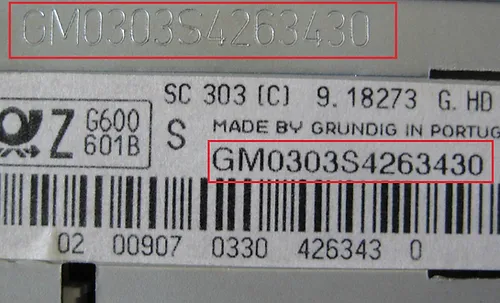 GM0303S4263430
SC 303 (C) 9.18273 G. HD
Z G600 601B S
MADE BY GRUNDIG IN PORTUG
GM0303S4263430
02 00907 0330 426343 0